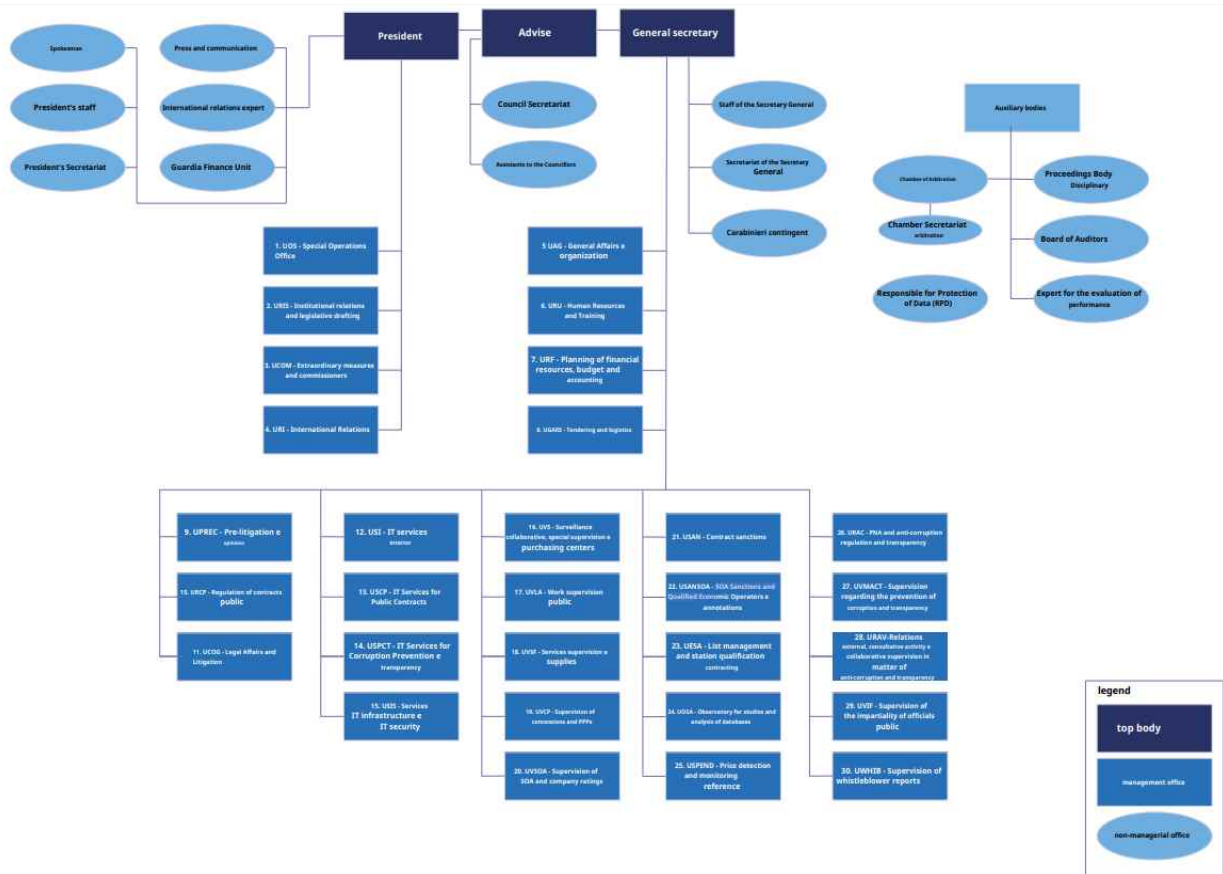 President
Advise
General secretary
Spokesman
Press and communication
President's staff
International relations expert
President's Secretariat
Guardia Finance Unit
Council Secretariat
Assistants to the Councillors
Staff of the Secretary General
Secretariat of the Secretary
General
Carabinieri contingent
Auxiliary bodies
Chamber of Arbitration
Proceedings Body
Disciplinary
Chamber Secretariat
arbitration
Board of Auditors
Responsible for Protection
of Data (RPD)
Expert for the evaluation of
performance
1. UOS - Special Operations
Office
2. URIS - Institutional relations
and legislative drafting
3. UCOM - Extraordinary measures
and commissioners
4. URI - International Relations
5 UAG - General Affairs e
organization
6. URU - Human Resources
and Training
7. URF - Planning of financial
resources, budget and
accounting
8. UGARE - Tendering and logistics
9. UPREC - Pre-litigation e
opinions
10. URCP - Regulation of contracts
public
11. UCOG - Legal Affairs and
Litigation
12. USI - IT services
interior
13. USCP - IT Services for
Public Contracts
14. USPCT - IT Services for
Corruption Prevention e
transparency
15. USIS - Services
IT infrastructure e
IT security
16. UVS - Surveillance
collaborative, special supervision e
purchasing centers
17. UVLA - Work supervision
public
18. UVSF - Services supervision e
supplies
19. UVCP - Supervision of
concessions and PPPs
20. UVSOA - Supervision of
SOA and company ratings
21. USAN - Contract sanctions
22. USANSOA - SOA Sanctions and
Qualified Economic Operators e
annotations
23. UESA - List management
and station qualification
contracting
24. UOSA - Observatory for studies and
analysis of databases
25. USPEND - Price detection
and monitoring
reference
26. URAC - PNA and anti-corruption
regulation and transparency
27. UVMACT - Supervision
regarding the prevention of
corruption and transparency
28. URAV-Relations
external, consultative activity e
collaborative supervision in
matter of
anti-corruption and transparency
29. UVIF - Supervision of
the impartiality of officials
public
30. UWHIB - Supervision of
whistleblower reports
legend
top body
management office
non-managerial office